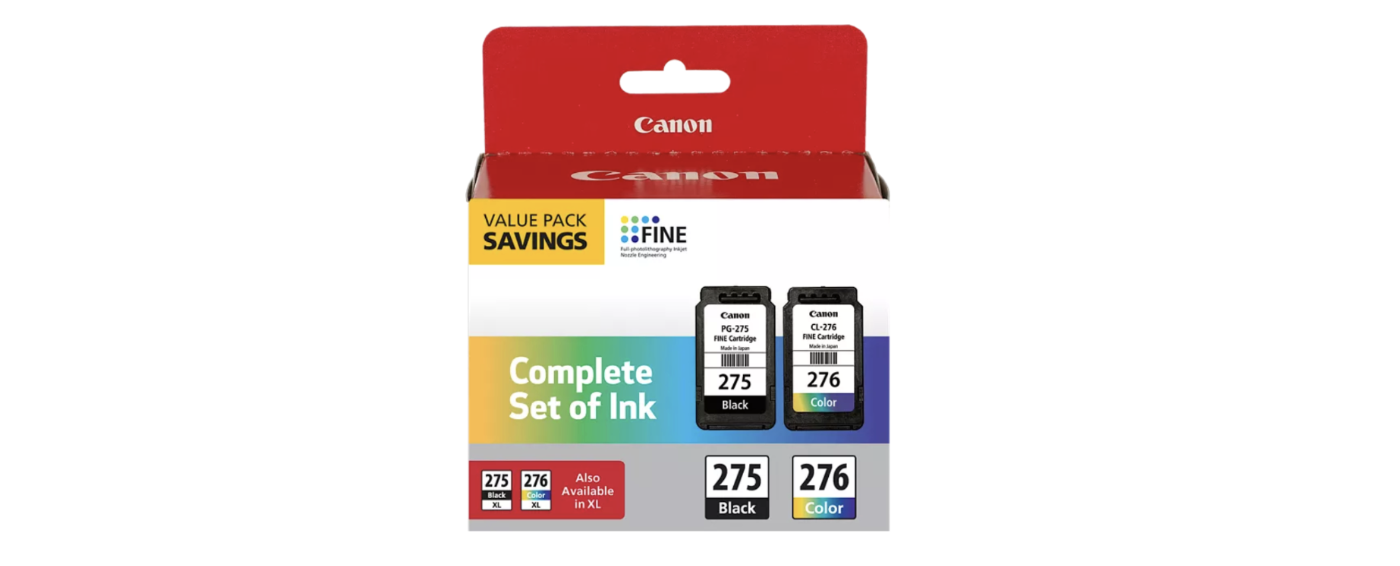 Canon
Canon
VALUE PACK
SAVINGS
FINE
Full-photolithography Inkjet
Nozzle Engineering
Canon
PG-275
FINE Cartridge
Made in Japan
275
Black
Canon
CL-276
FINE Cartridge
Made in Japan
276
Color
Complete
Set of Ink
275
Black
XL
276
Color
XL
Also
Available
in XL
275
Black
276
Color